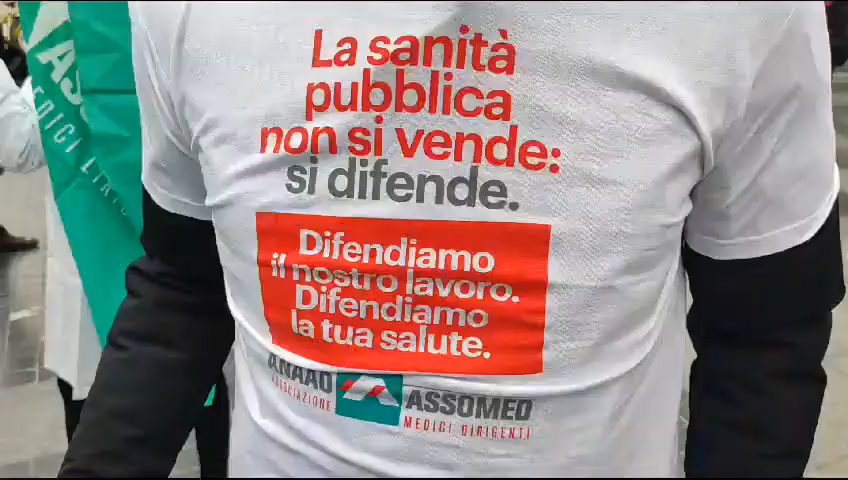 La sanità
pubblica
non si vende:
si difende.
Difendiamo
il nostro lavoro.
Difendiamo
la tua salute.
ANAAO
ASSOCIAZIONE
ASSOMED
MEDICI DIRIGENTI